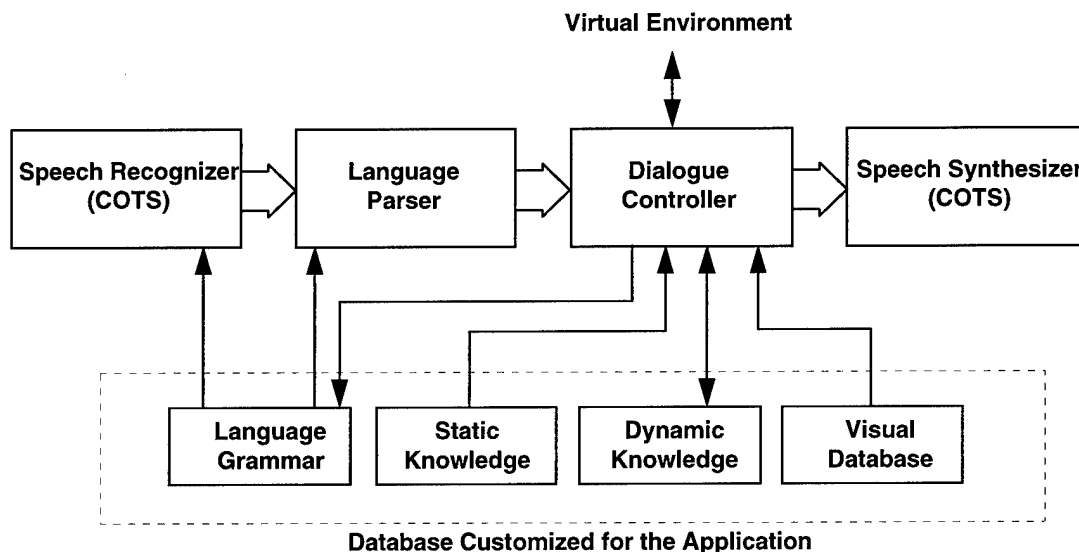 Virtual Environment
Speech Recognizer
(COTS)
Language
Parser
Dialogue
Controller
Speech Synthesizer
(COTS)
Language
Grammar
Static
Knowledge
Dynamic
Knowledge
Visual
Database
Database Customized for the Application